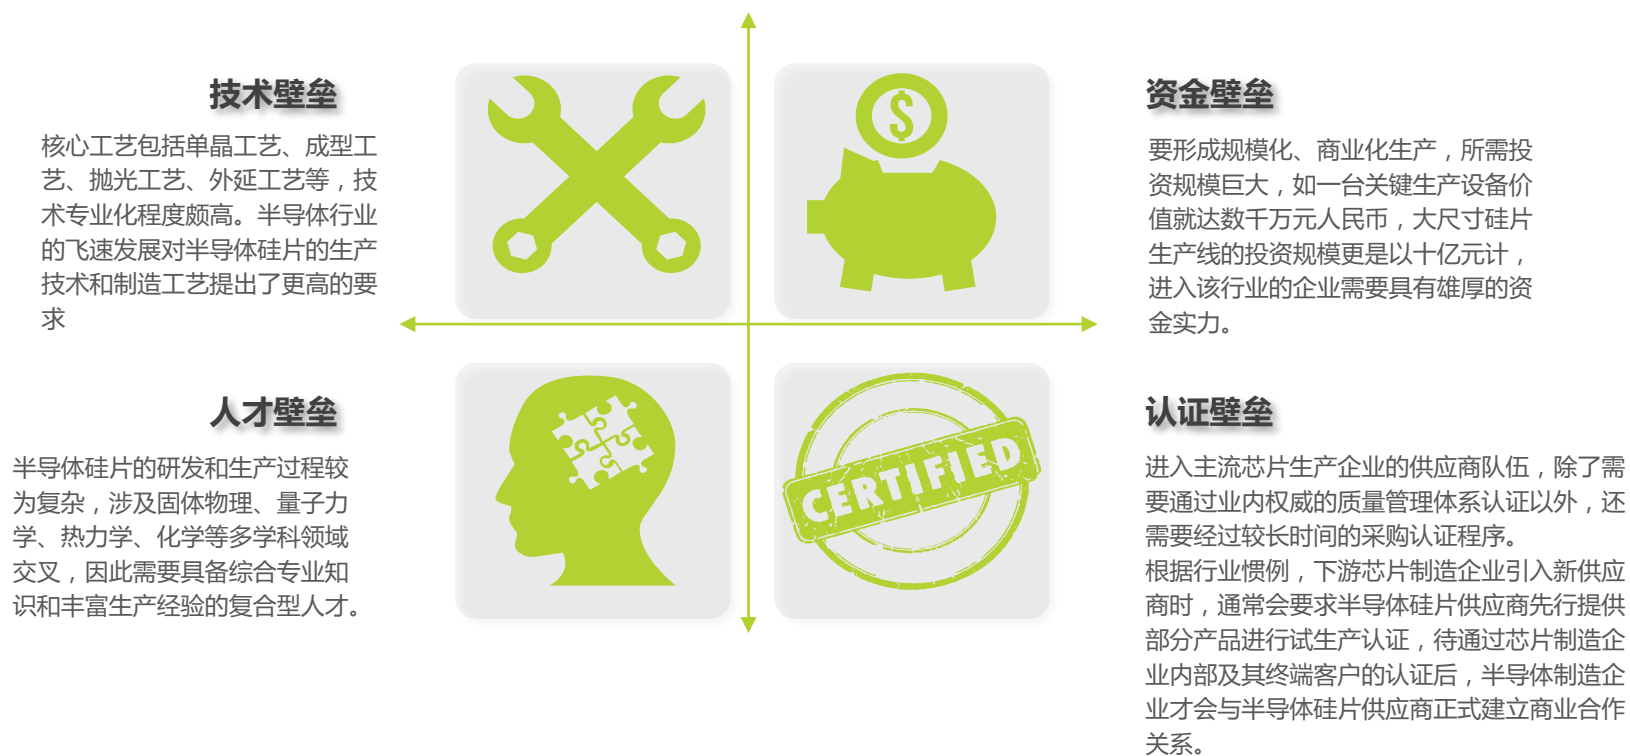 技术壁垒
核心工艺包括单晶工艺、成型工
艺、抛光工艺、外延工艺等，技
术专业化程度颇高。半导体行业
的飞速发展对半导体硅片的生产
技术和制造工艺提出了更高的要
求
资金壁垒
要形成规模化、商业化生产，所需投
资规模巨大，如一台关键生产设备价
值就达数千万元人民币，大尺寸硅片
生产线的投资规模更是以十亿元计，
进入该行业的企业需要具有雄厚的资
金实力。
人才壁垒
半导体硅片的研发和生产过程较
为复杂，涉及固体物理、量子力
学、热力学、化学等多学科领域
交叉，因此需要具备综合专业知
识和丰富生产经验的复合型人才。
CERTIFIED
认证壁垒
进入主流芯片生产企业的供应商队伍，除了需
要通过业内权威的质量管理体系认证以外，还
需要经过较长时间的采购认证程序。
根据行业惯例，下游芯片制造企业引入新供应
商时，通常会要求半导体硅片供应商先行提供
部分产品进行试生产认证，待通过芯片制造企
业内部及其终端客户的认证后，半导体制造企
业才会与半导体硅片供应商正式建立商业合作
关系。
$